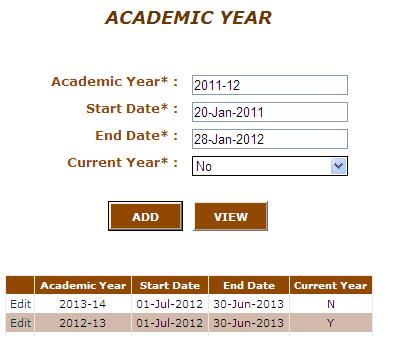 ACADEMIC YEAR
Academic Year* : 2011-12
Start Date* : 20-Jan-2011
End Date* : 28-Jan-2012
Current Year* : No
ADD VIEW
Academic Year Start Date End Date Current Year
Edit 2013-14 01-Jul-2012 30-Jun-2013 N
Edit 2012-13 01-Jul-2012 30-Jun-2013 Y